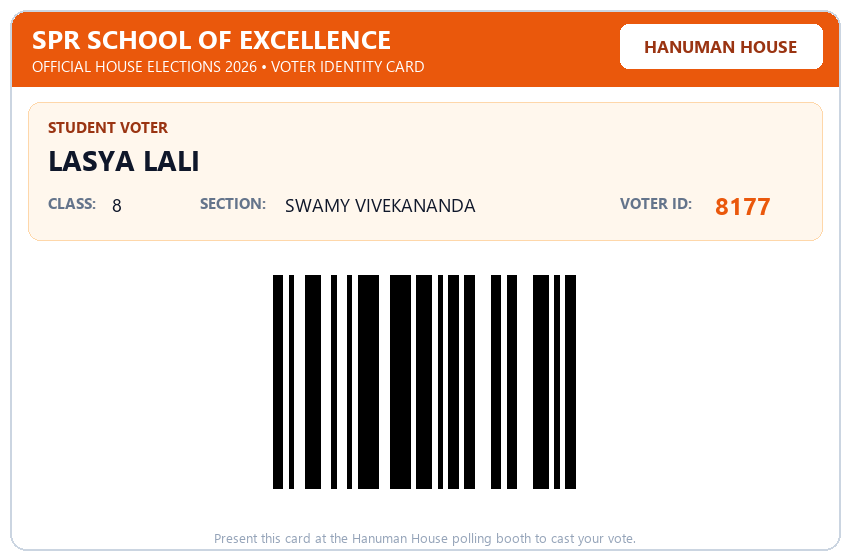 SPR SCHOOL OF EXCELLENCE
OFFICIAL HOUSE ELECTIONS 2026 • VOTER IDENTITY CARD
HANUMAN HOUSE
STUDENT VOTER
LASYA LALI
CLASS: 8 SECTION: SWAMY VIVEKANANDA VOTER ID: 8177
Present this card at the Hanuman House polling booth to cast your vote.